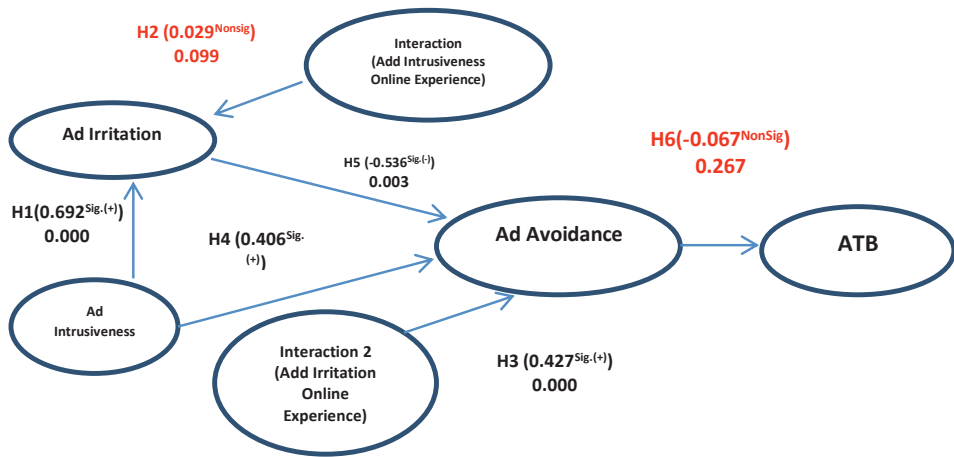 H2 (0.029Nonsig)
0.099
Interaction
(Add Intrusiveness
Online Experience)
Ad Irritation
H6(-0.067NonSig)
0.267
H5 (-0.536Sig.(-)
0.003
H1(0.692Sig.(+)
0.000
H4 (0.406Sig.
(+)
Ad Avoidance
ATB
Ad
Intrusiveness
Interaction 2
(Add Irritation
Online
Experience)
H3 (0.427Sig.(+)
0.000